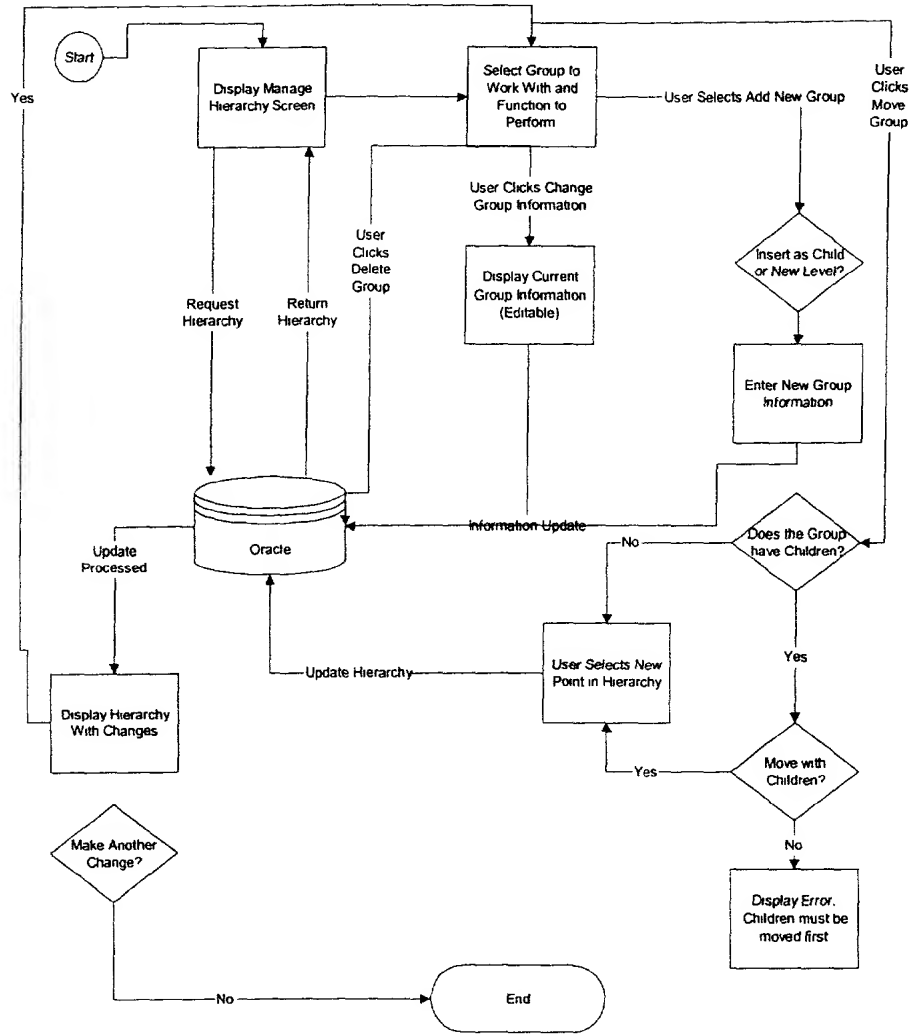 Start
Yes
Display Manage
Hierarchy Screen
Select Group to
Work With and
Function to
Perform
User Selects Add New Group
User
Clicks
Move
Group
User Clicks Change
Group Information
User
Clicks
Delete
Group
Insert as Child
or New Level?
Display Current
Group Information
(Editable)
Request
Hierarchy
Return
Hierarchy
Enter New Group
Information
Oracle
Information Update
Does the Group
have Children?
No
Update
Processed
Yes
User Selects New
Point in Hierarchy
Update Hierarchy
Display Hierarchy
With Changes
Move with
Children?
Yes
No
Make Another
Change?
Display Error.
Children must be
moved first
No
End